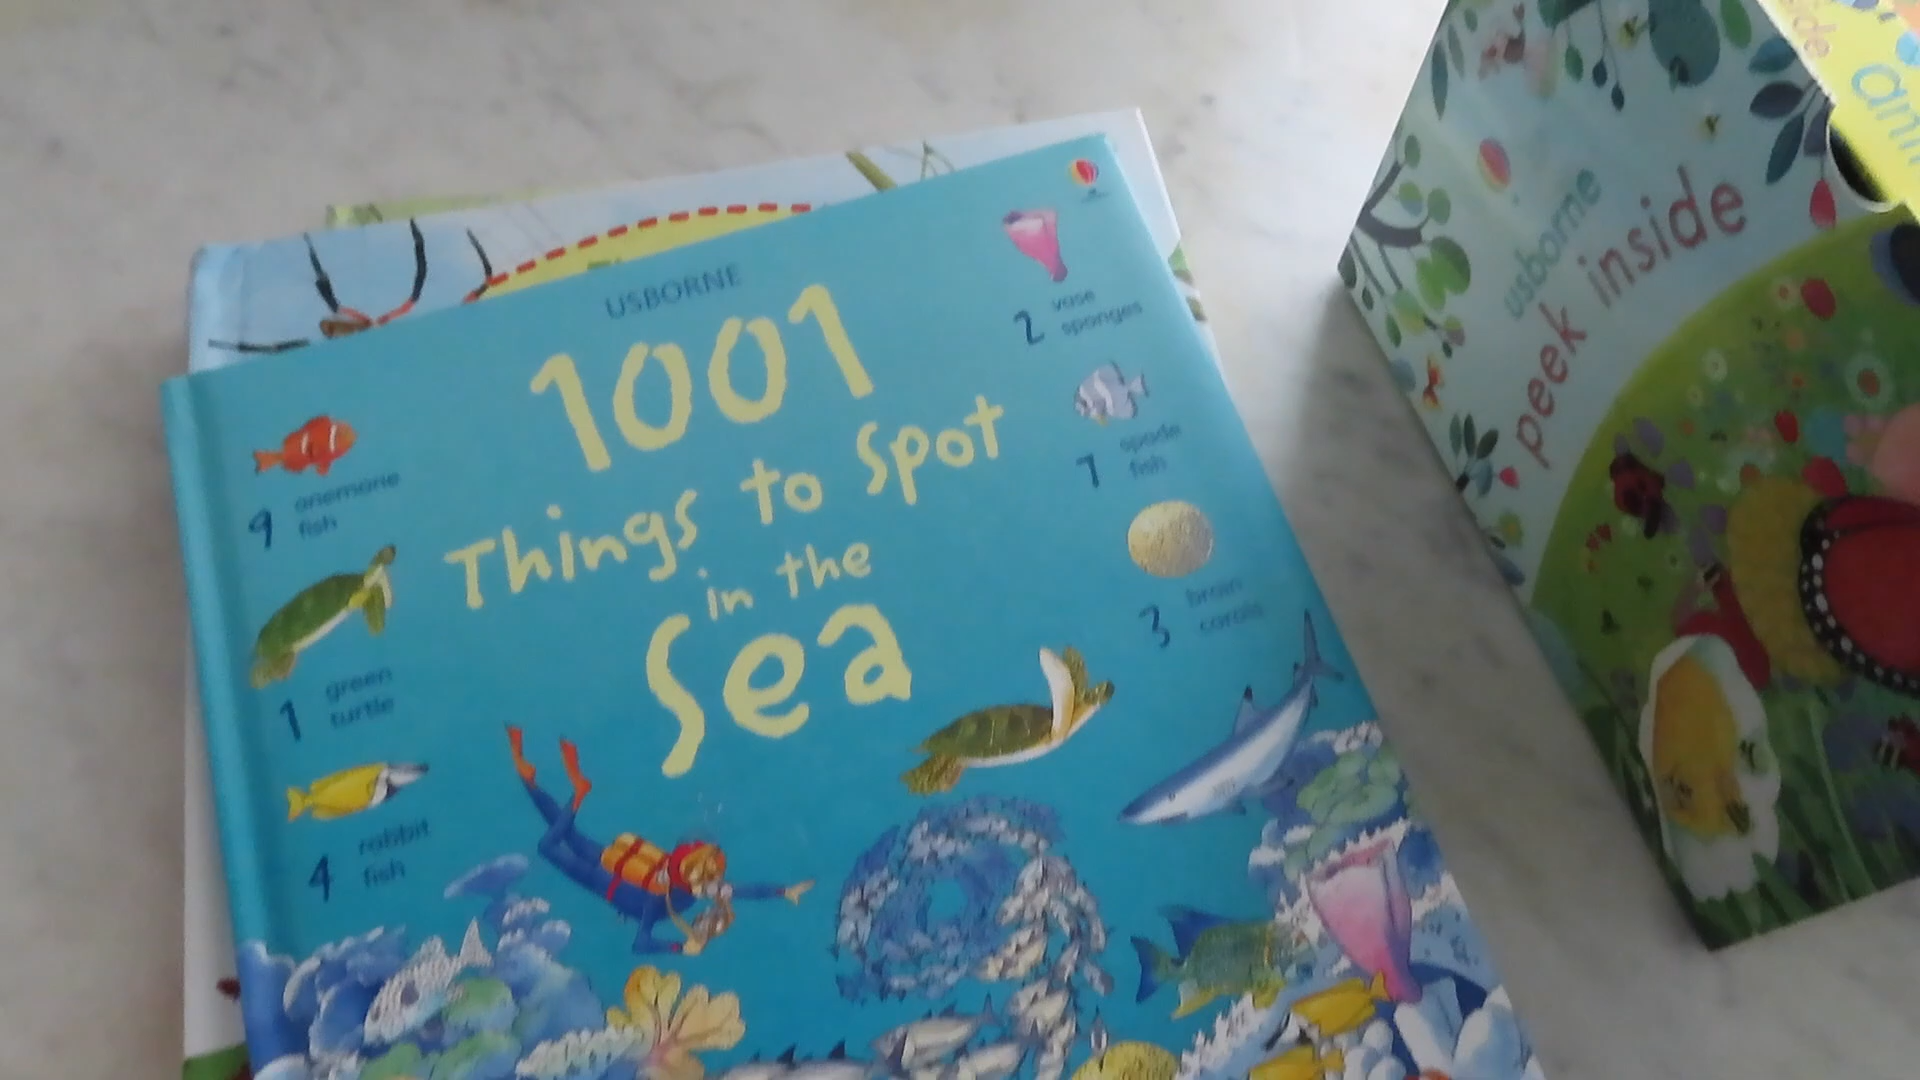 USBORNE
1001
Things to Spot
in the
Sea
9 anemone
fish
1 green
turtle
4 rabbit
fish
2 vase
sponges
7 spade
fish
3 brain
corals
usborne
peek inside